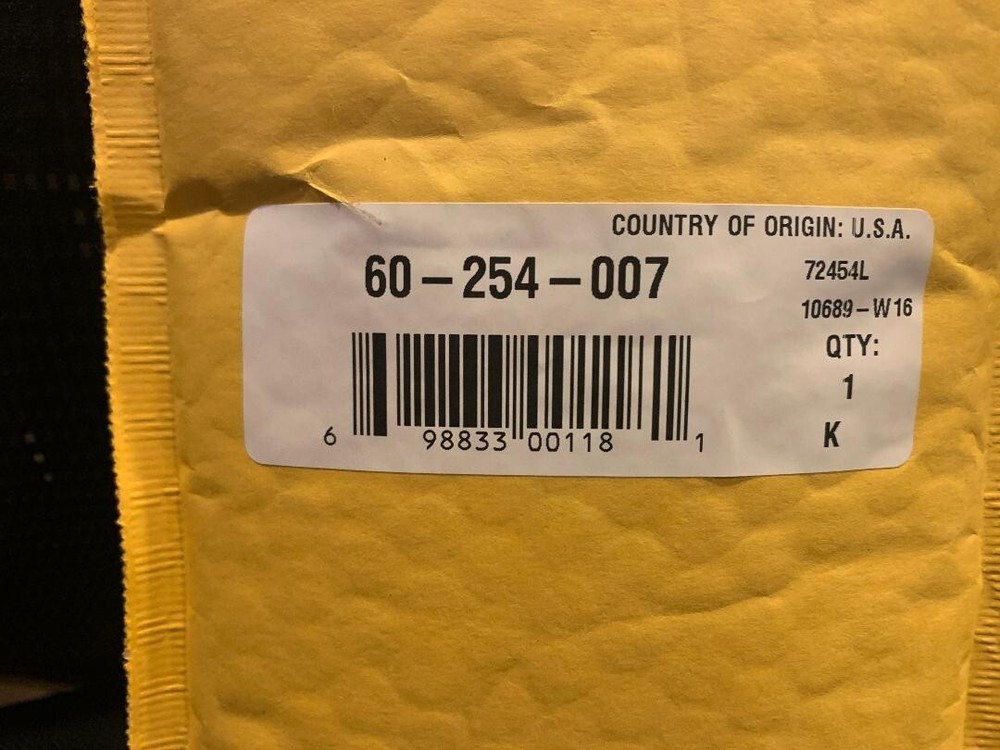 COUNTRY OF ORIGIN: U.S.A.
60-254-007
72454L
10689-W16
QTY:
1
K
6 98833 00118 1